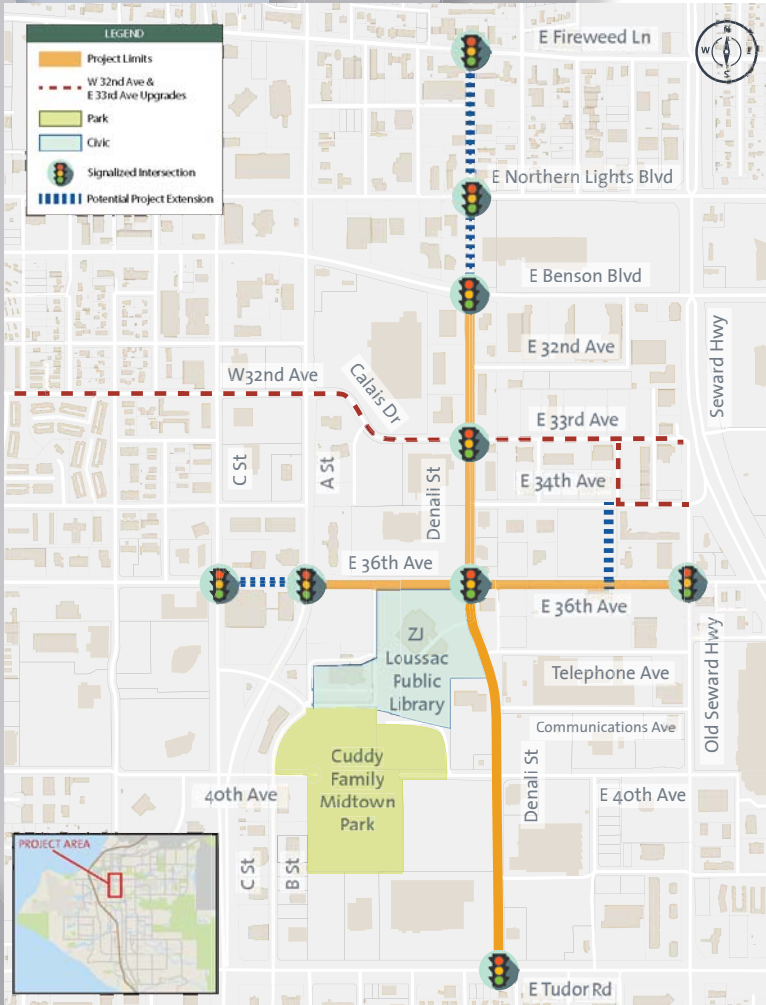 LEGEND
Project Limits
W 32nd Ave &
E 33rd Ave Upgrades
Park
Civic
Signalized Intersection
Potential Project Extension
E Fireweed Ln
N
W
E
S
E Northern Lights Blvd
E Benson Blvd
E 32nd Ave
Seward Hwy
W32nd Ave
Calais Dr
E 33rd Ave
C St
A St
Denali St
E 34th Ave
E 36th Ave
E 36th Ave
ZJ
Loussac
Public
Library
Telephone Ave
Old Seward Hwy
Communications Ave
Cuddy
Family
Midtown
Park
40th Ave
Denali St
E 40th Ave
PROJECT AREA
C St
B St
E Tudor Rd